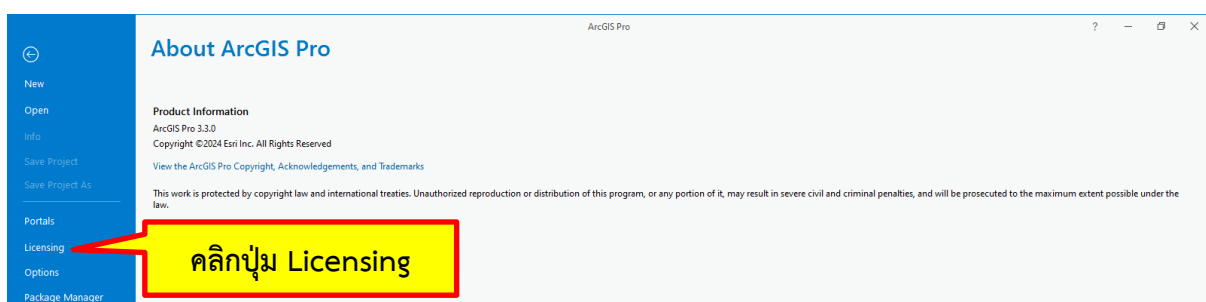 ArcGIS Pro
?
About ArcGIS Pro
New
Open
Info
Save Project
Save Project As
Portals
Licensing
Options
Package Manager
Product Information
ArcGIS Pro 3.3.0
Copyright ©2024 Esri Inc. All Rights Reserved
View the ArcGIS Pro Copyright, Acknowledgements, and Trademarks
This work is protected by copyright law and international treaties. Unauthorized reproduction or distribution of this program, or any portion of it, may result in severe civil and criminal penalties, and will be prosecuted to the maximum extent possible under the
law.
คลิกปุ่ม Licensing